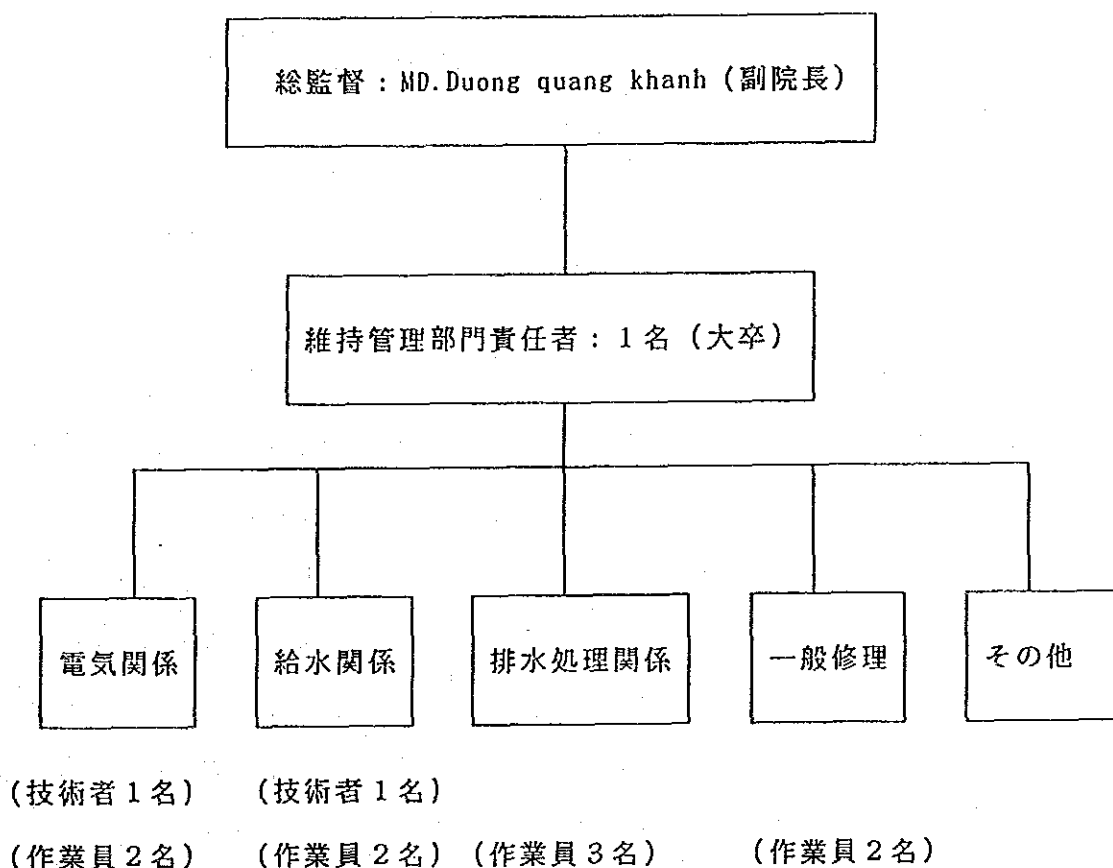 総監督：MD.Duong quang khanh（副院長）
維持管理部門責任者：1名（大卒）
電気関係
給水関係
排水処理関係
一般修理
その他
（技術者1名）
（技術者1名）
（作業員2名）
（作業員2名）
（作業員3名）
（作業員2名）